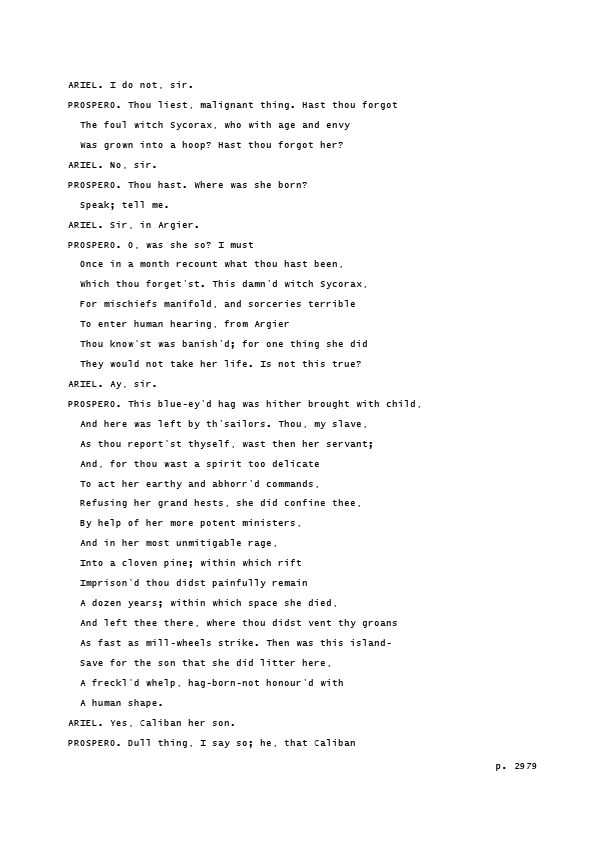 ARIEL. I do not, sir.
PROSPERO. Thou liest, malignant thing. Hast thou forgot
The foul witch Sycorax, who with age and envy
Was grown into a hoop? Hast thou forgot her?
ARIEL. No, sir.
PROSPERO. Thou hast. Where was she born?
Speak; tell me.
ARIEL. Sir, in Argier.
PROSPERO. O, was she so? I must
Once in a month recount what thou hast been,
Which thou forget'st. This damn'd witch Sycorax,
For mischiefs manifold, and sorceries terrible
To enter human hearing, from Argier
Thou know'st was banish'd; for one thing she did
They would not take her life. Is not this true?
ARIEL. Ay, sir.
PROSPERO. This blue-ey'd hag was hither brought with child,
And here was left by th'sailors. Thou, my slave,
As thou report'st thyself, wast then her servant;
And, for thou wast a spirit too delicate
To act her earthy and abhorr'd commands,
Refusing her grand hests, she did confine thee,
By help of her more potent ministers,
And in her most unmitigable rage,
Into a cloven pine; within which rift
Imprison'd thou didst painfully remain
A dozen years; within which space she died,
And left thee there, where thou didst vent thy groans
As fast as mill-wheels strike. Then was this island-
Save for the son that she did litter here,
A freckl'd whelp, hag-born-not honour'd with
A human shape.
ARIEL. Yes, Caliban her son.
PROSPERO. Dull thing, I say so; he, that Caliban
p. 2979